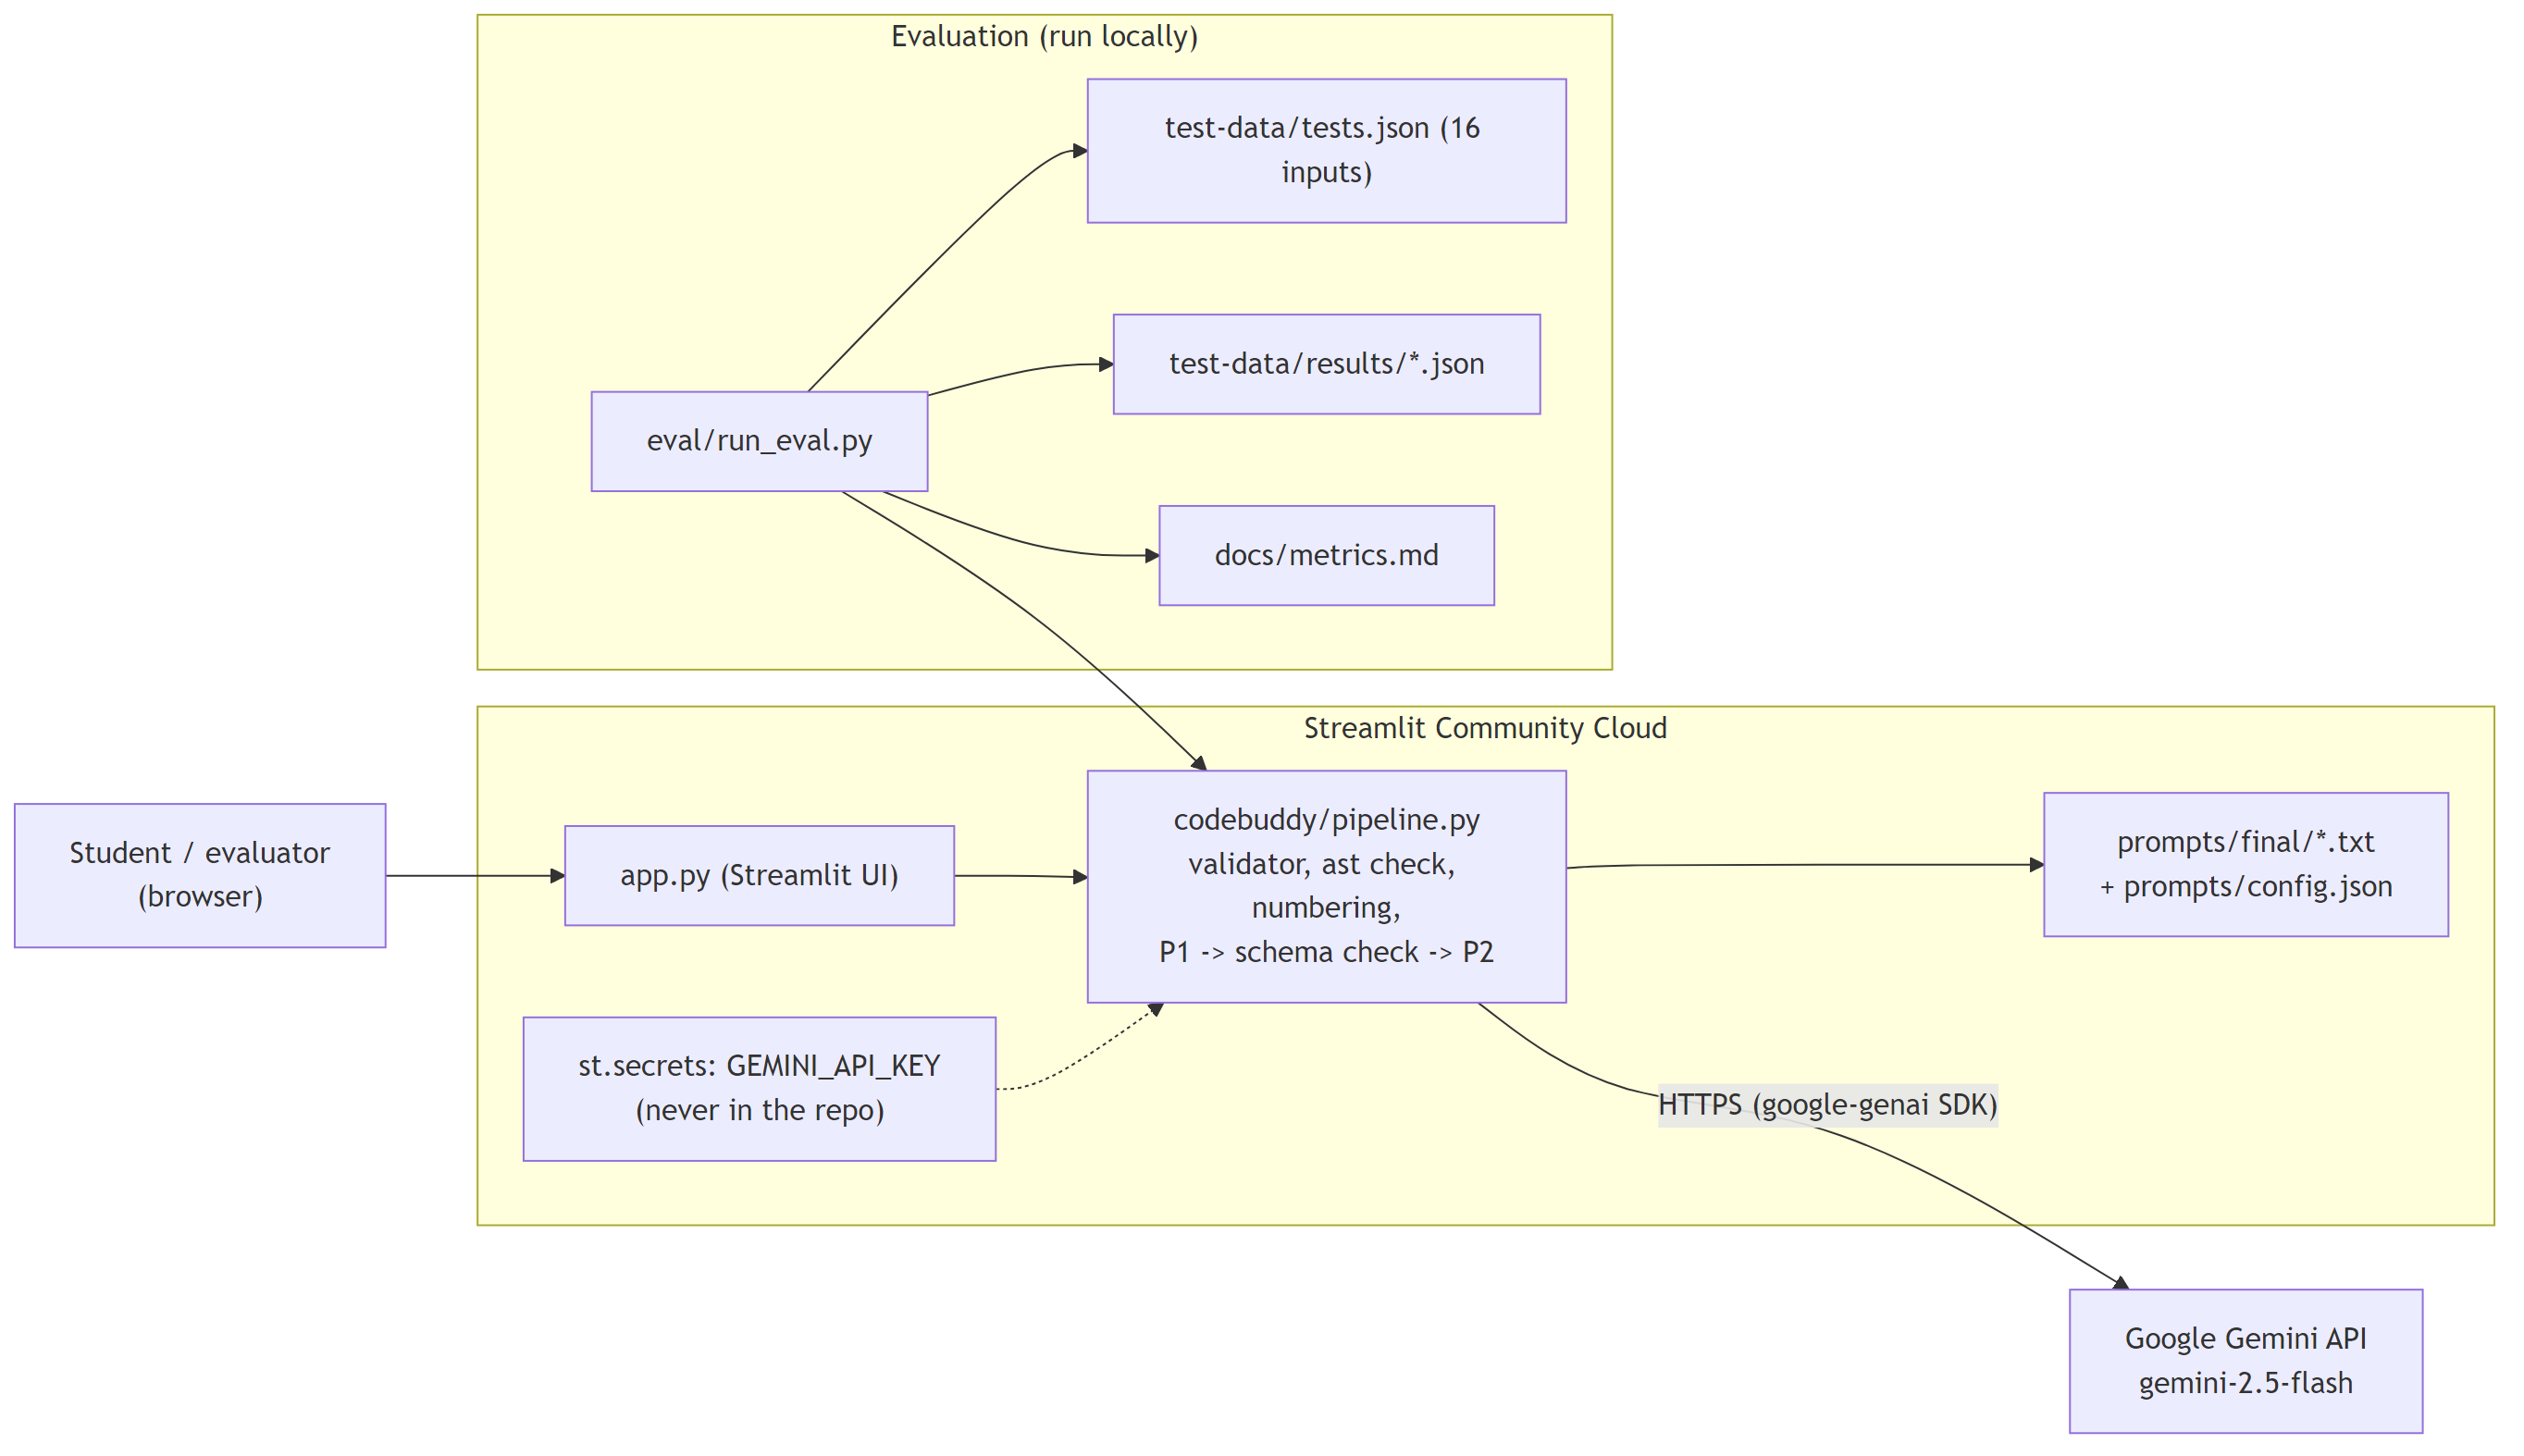 Evaluation (run locally)
test-data/tests.json (16
inputs)
test-data/results/*.json
eval/run_eval.py
docs/metrics.md
Streamlit Community Cloud
Student / evaluator
(browser)
app.py (Streamlit UI)
codebuddy/pipeline.py
validator, ast check,
numbering,
P1 -> schema check -> P2
prompts/final/*.txt
+ prompts/config.json
st.secrets: GEMINI_API_KEY
(never in the repo)
HTTPS (google-genai SDK)
Google Gemini API
gemini-2.5-flash